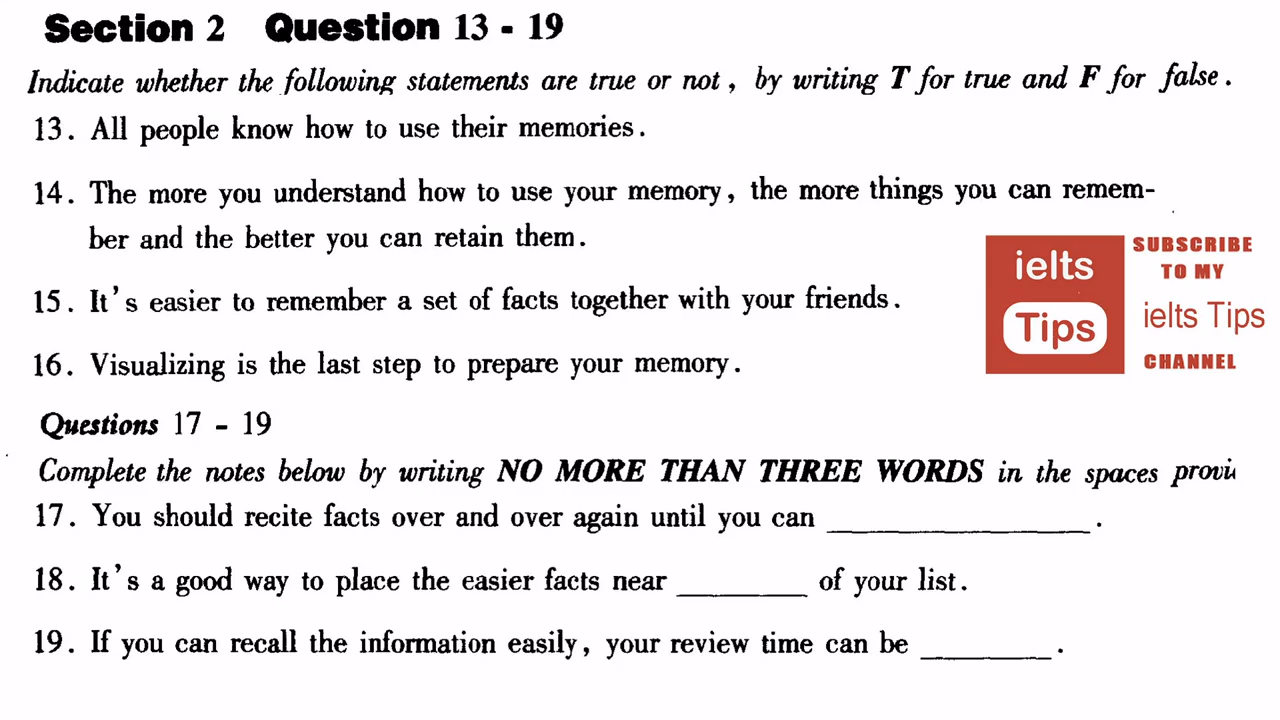 Section 2 Question 13 - 19
Indicate whether the following statements are true or not, by writing T for true and F for false.
13. All people know how to use their memories.
14. The more you understand how to use your memory, the more things you can remem-
ber and the better you can retain them.
15. It's easier to remember a set of facts together with your friends.
16. Visualizing is the last step to prepare your memory.
ielts
Tips
SUBSCRIBE
TO MY
ielts Tips
CHANNEL
Questions 17 - 19
Complete the notes below by writing NO MORE THAN THREE WORDS in the spaces
17. You should recite facts over and over again until you can ____________.
18. It's a good way to place the easier facts near ________ of your list.
19. If you can recall the information easily, your review time can be ________.